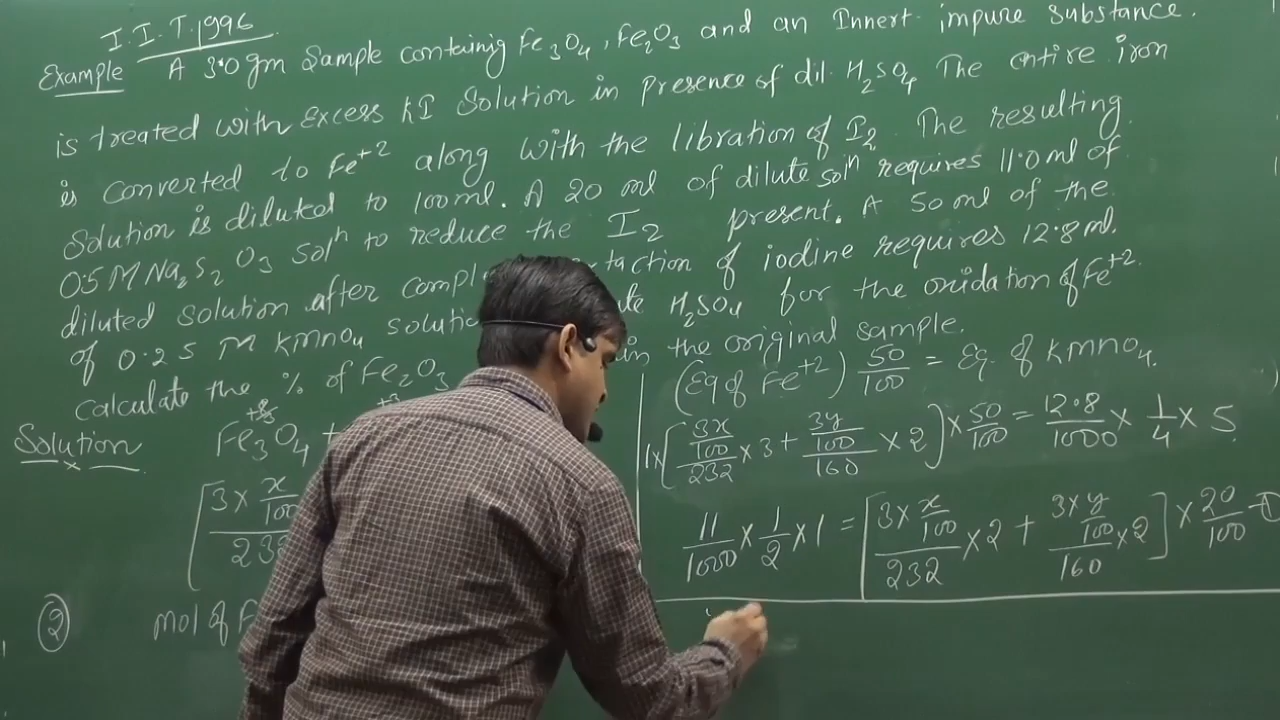 I.I.T.1996
Example A 3.0 gm Sample containing Fe3O4, Fe2O3 and an Innert impure substance.
is treated with Excess KI Solution in presence of dil. H2SO4 The entire iron
is converted to Fe+2 along with the libration of I2. The resulting
Solution is diluted to 100ml. A 20 ml of dilute soln requires 11.0 ml of
0.5 M Na2S2O3 soln to reduce the I2 present. A 50 ml of the
diluted solution after of iodine requires 12.8 ml.
of 0.25 M KMnO4 H2SO4 for the oxidation of Fe+2.
Calculate the % of Fe2O3 in the original sample.
Solution
Fe3O4 +
[3 × x/100
mol of
②
(Eq of Fe+2) 50/100 = Eq. of KMnO4.
1×[3x/100/232 × 3 + 3y/100/160 × 2) × 50/100 = 12.8/1000 × 1/4 × 5.
11/1000 × 1/2 × 1 = [3 × x/100/232 × 2 + 3 × y/100/160 × 2] × 20/100 - ①